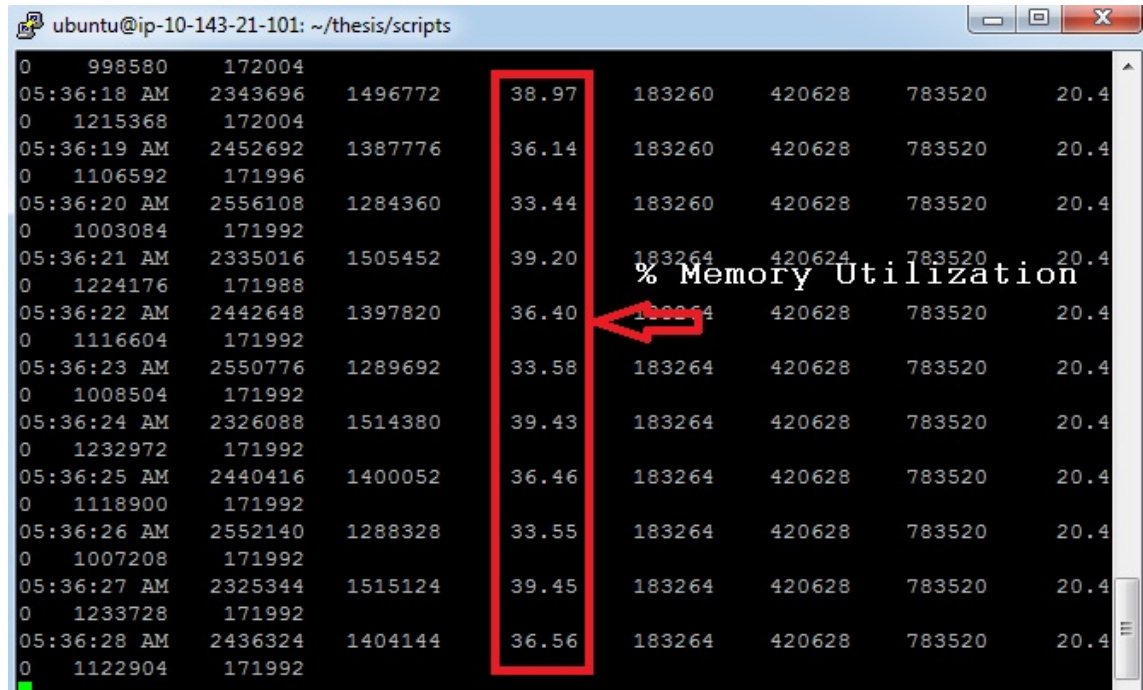 ubuntu@ip-10-143-21-101: ~/thesis/scripts
0 998580 172004
05:36:18 AM 2343696 1496772 38.97 183260 420628 783520 20.4
0 1215368 172004
05:36:19 AM 2452692 1387776 36.14 183260 420628 783520 20.4
0 1106592 171996
05:36:20 AM 2556108 1284360 33.44 183260 420628 783520 20.4
0 1003084 171992
05:36:21 AM 2335016 1505452 39.20 183264 420624 783520 20.4
% Memory Utilization
0 1224176 171988
05:36:22 AM 2442648 1397820 36.40 183264 420628 783520 20.4
0 1116604 171992
05:36:23 AM 2550776 1289692 33.58 183264 420628 783520 20.4
0 1008504 171992
05:36:24 AM 2326088 1514380 39.43 183264 420628 783520 20.4
0 1232972 171992
05:36:25 AM 2440416 1400052 36.46 183264 420628 783520 20.4
0 1118900 171992
05:36:26 AM 2552140 1288328 33.55 183264 420628 783520 20.4
0 1007208 171992
05:36:27 AM 2325344 1515124 39.45 183264 420628 783520 20.4
0 1233728 171992
05:36:28 AM 2436324 1404144 36.56 183264 420628 783520 20.4
0 1122904 171992